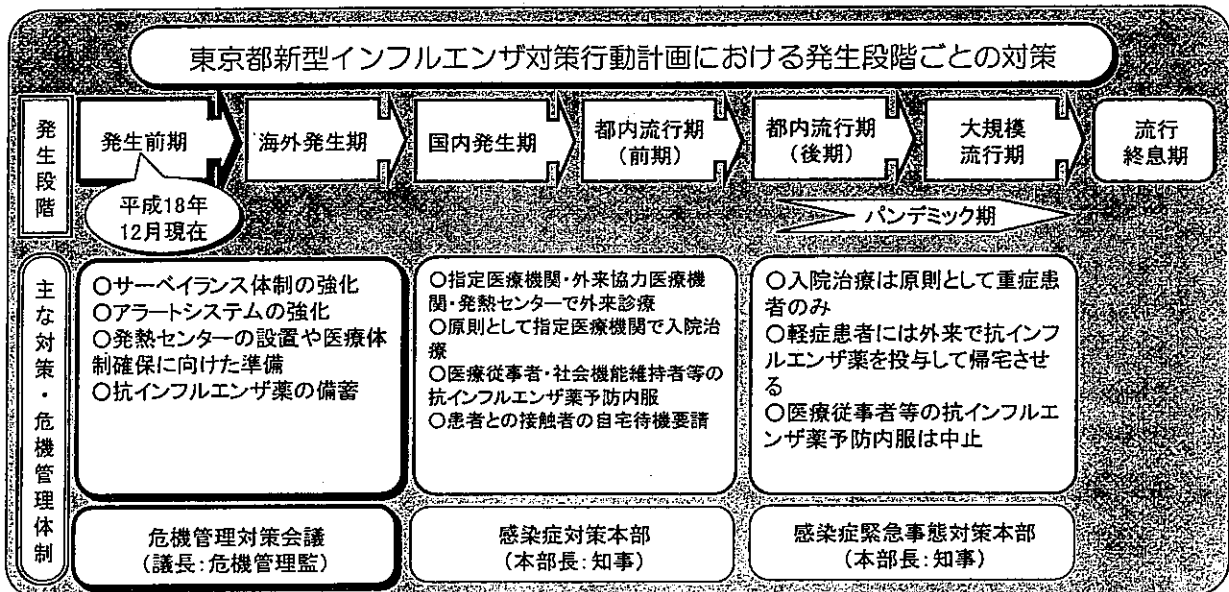 東京都新型インフルエンザ対策行動計画における発生段階ごとの対策
発生段階
発生前期
海外発生期
国内発生期
都内流行期
(前期)
都内流行期
(後期)
大規模
流行期
流行
終息期
平成18年
12月現在
パンデミック期
主な対策・危機管理体制
○サーベイランス体制の強化
○アラートシステムの強化
○発熱センターの設置や医療体
制確保に向けた準備
○抗インフルエンザ薬の備蓄
○指定医療機関・外来協力医療機
関・発熱センターで外来診療
○原則として指定医療機関で入院治
療
○医療従事者・社会機能維持者等の
抗インフルエンザ薬予防内服
○患者との接触者の自宅待機要請
○入院治療は原則として重症患
者のみ
○軽症患者には外来で抗インフ
ルエンザ薬を投与して帰宅させ
る
○医療従事者等の抗インフルエ
ンザ薬予防内服は中止
危機管理対策会議
(議長:危機管理監)
感染症対策本部
(本部長:知事)
感染症緊急事態対策本部
(本部長:知事)